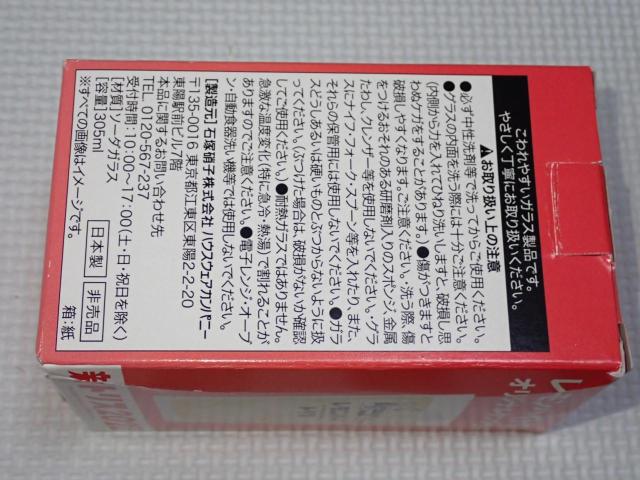 こわれやすいガラス製品です。
やさしく丁寧にお取り扱いください。
⚠お取り扱い上の注意
●必ず中性洗剤等で洗ってからご使用ください。
●グラスの内面を洗う際には十分ご注意ください。
(内側から力を入れてひねり洗いしますと、破損し思
わぬケガをすることがあります。)●傷がつきますと
破損しやすくなります。ご注意ください。洗う際、傷
をつけるおそれのある研磨剤入りのスポンジ、金属
たわし、クレンザー等を使用しないでください。・グラ
スにナイフ・フォーク・スプーン等を入れたり、また、
それらの保管用には使用しないでください。●ガラ
スどうしあるいは硬いものとぶつからないように扱
ってください。(ぶつけた場合は、破損がないか確認
してご使用ください。)●耐熱ガラスではありません。
急激な温度変化(特に急冷・熱湯)で割れることが
ありますのでご注意ください。●電子レンジ・オーブ
ン・自動食器洗い機等では使用しないでください。
[製造元]石塚硝子株式会社 ハウスウェアカンパニー
〒135-0016 東京都江東区東陽2-2-20
東陽駅前ビル7階
本品に関するお問い合わせ先
TEL 0120-567-237
受付時間:10:00~17:00(土・日・祝日を除く)
[材質]ソーダガラス
[容量]305ml
※すべての画像はイメージです。
日本製
非売品
箱:紙